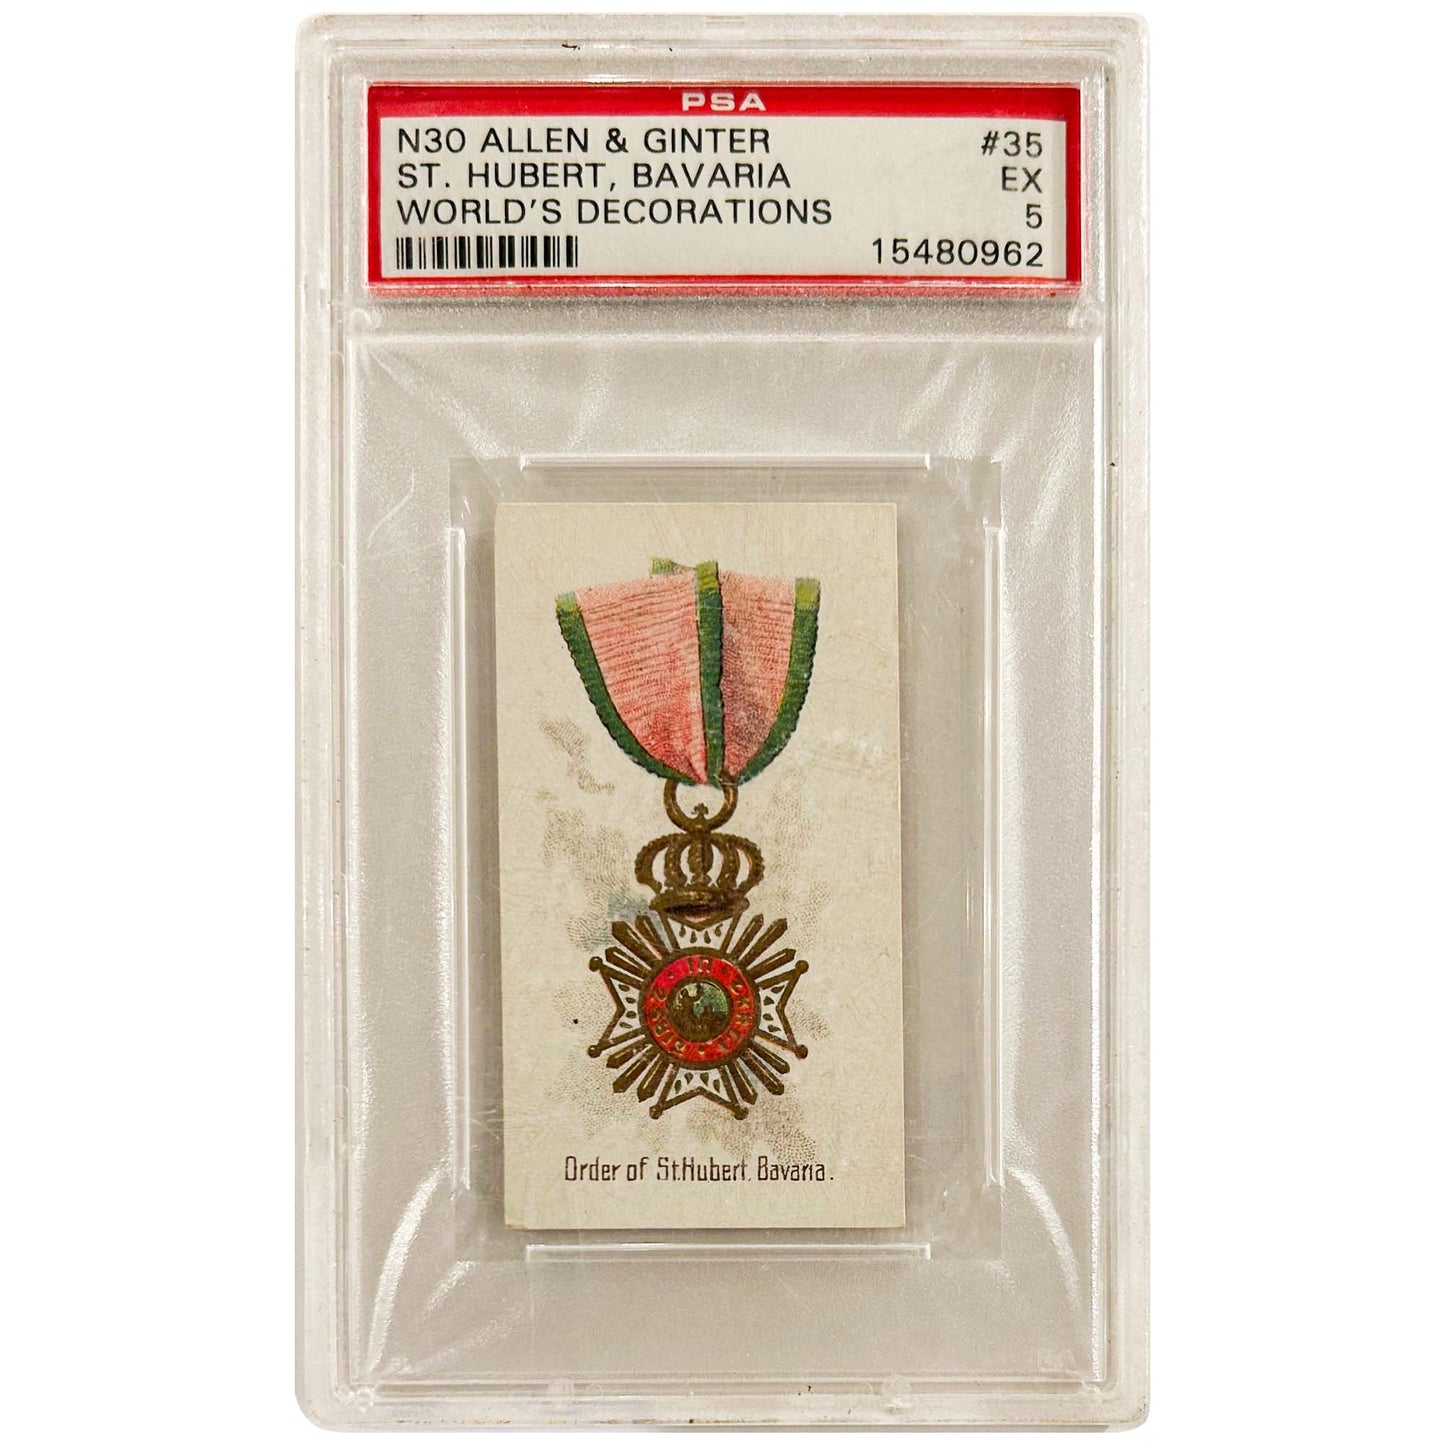 PSA
N30 ALLEN & GINTER #35
ST. HUBERT, BAVARIA EX
WORLD'S DECORATIONS 5
15480962
Order of St. Hubert, Bavaria.